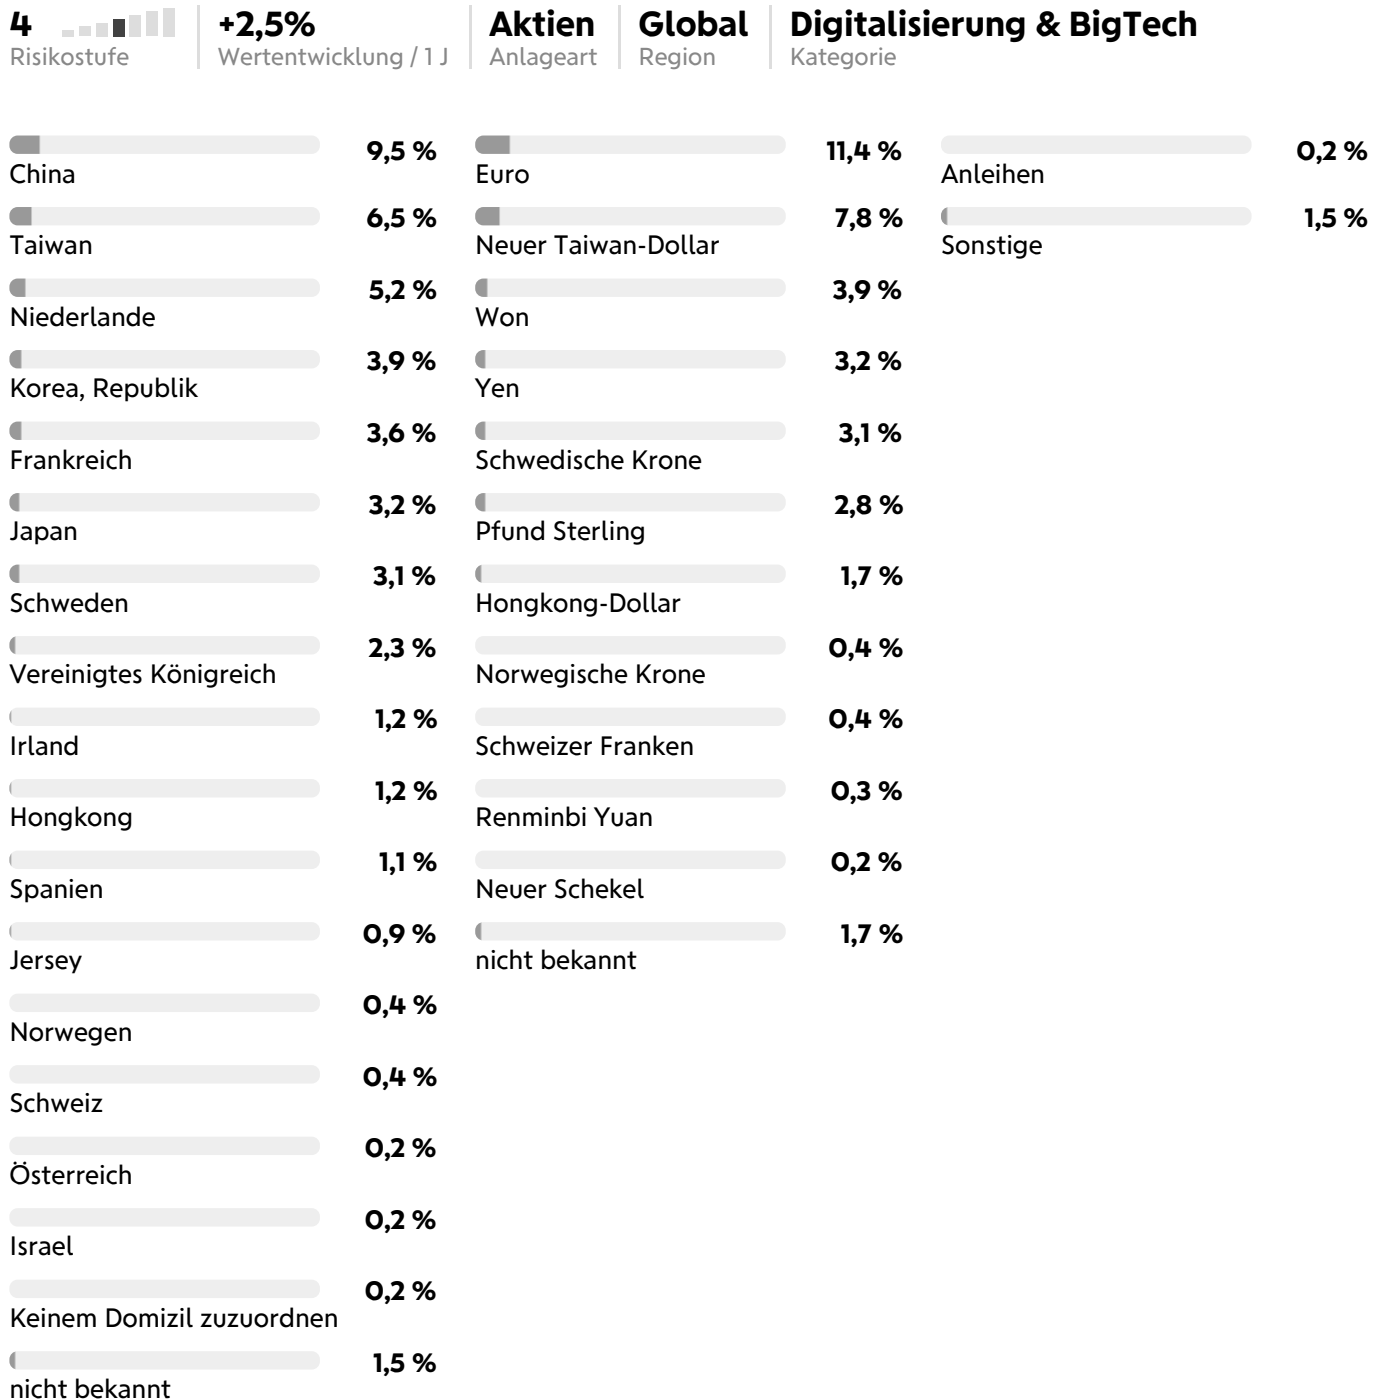 4
Risikostufe
+2,5%
Wertentwicklung / 1 J
Aktien
Anlageart
Global
Region
Digitalisierung & BigTech
Kategorie
9,5 %
China
6,5 %
Taiwan
5,2 %
Niederlande
3,9 %
Korea, Republik
3,6 %
Frankreich
3,2 %
Japan
3,1 %
Schweden
2,3 %
Vereinigtes Königreich
1,2 %
Irland
1,2 %
Hongkong
1,1 %
Spanien
0,9 %
Jersey
0,4 %
Norwegen
0,4 %
Schweiz
0,2 %
Österreich
0,2 %
Israel
0,2 %
Keinem Domizil zuzuordnen
1,5 %
nicht bekannt
11,4 %
Euro
7,8 %
Neuer Taiwan-Dollar
3,9 %
Won
3,2 %
Yen
3,1 %
Schwedische Krone
2,8 %
Pfund Sterling
1,7 %
Hongkong-Dollar
0,4 %
Norwegische Krone
0,4 %
Schweizer Franken
0,3 %
Renminbi Yuan
0,2 %
Neuer Schekel
1,7 %
nicht bekannt
0,2 %
Anleihen
1,5 %
Sonstige